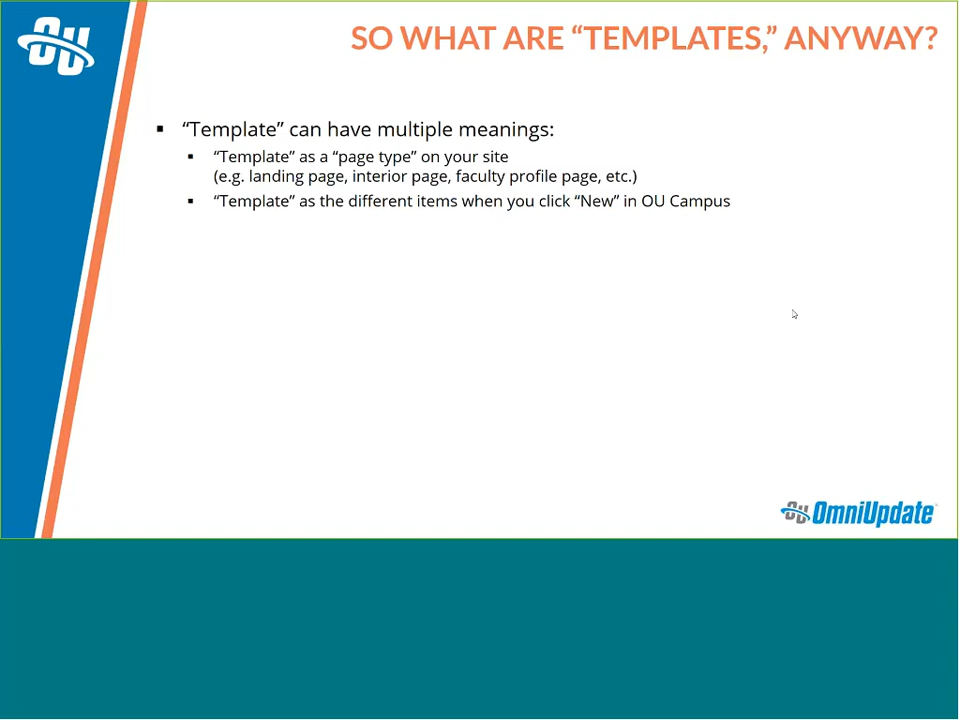 OU
SO WHAT ARE “TEMPLATES,” ANYWAY?
▪ “Template” can have multiple meanings:
▪ “Template” as a “page type” on your site
(e.g. landing page, interior page, faculty profile page, etc.)
▪ “Template” as the different items when you click “New” in OU Campus
OU OmniUpdate